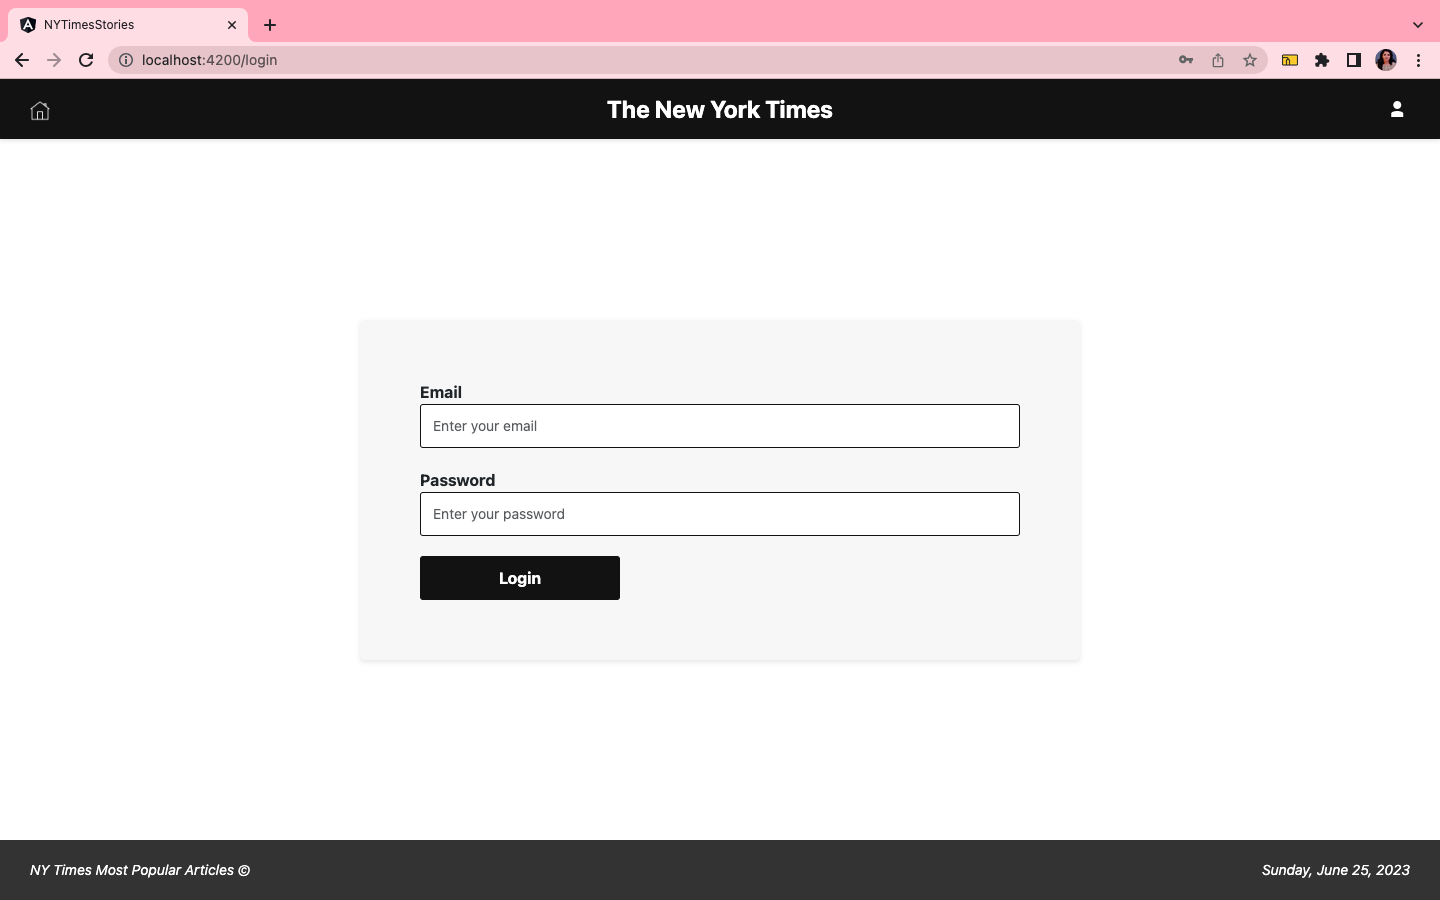 NYTimesStories
localhost:4200/login
The New York Times
Email
Enter your email
Password
Enter your password
Login
NY Times Most Popular Articles ©
Sunday, June 25, 2023